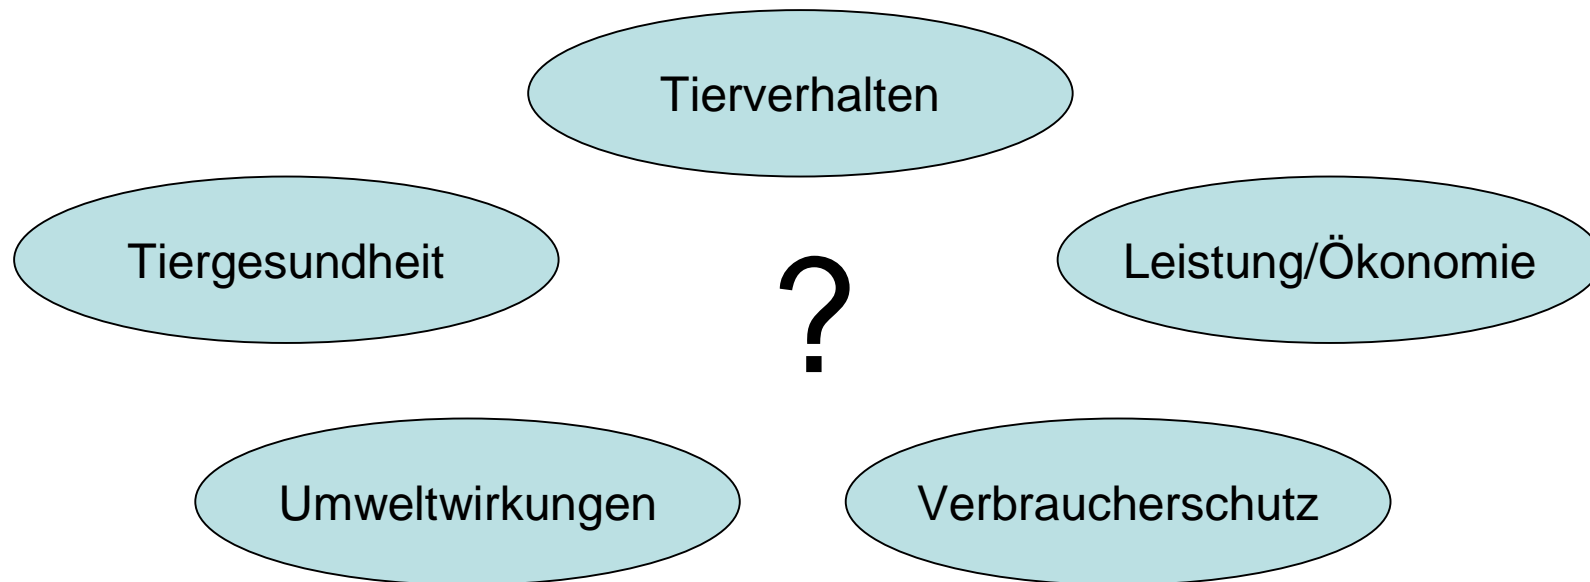 Tierverhalten
Tiergesundheit
Leistung/Ökonomie
?
Umweltwirkungen
Verbraucherschutz